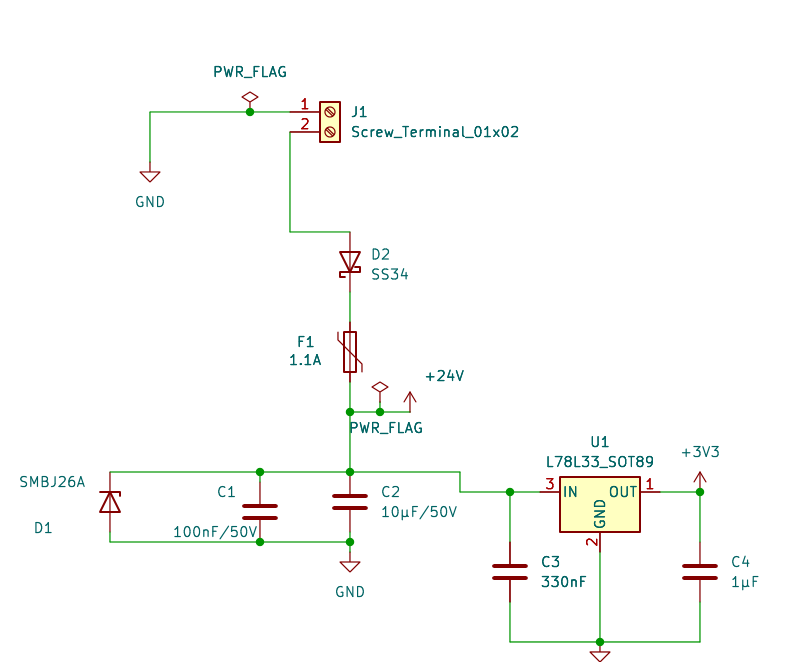 PWR_FLAG
1
J1
2
Screw_Terminal_01x02
GND
D2
SS34
F1
1.1A
+24V
PWR_FLAG
U1
L78L33_SOT89
+3V3
SMBJ26A
C1
C2
3
IN
OUT
1
GND
100nF/50V
10µF/50V
D1
2
C3
C4
330nF
1µF
GND